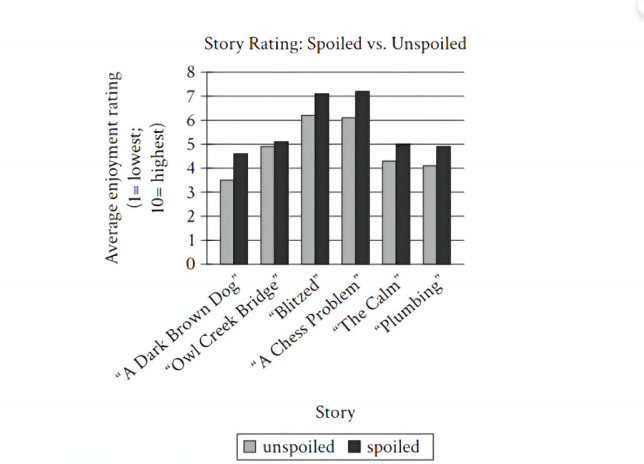 Story Rating: Spoiled vs. Unspoiled
Average enjoyment rating
(1= lowest;
10= highest)
8
7
6
5
4
3
2
1
0
“A Dark Brown Dog”
“Owl Creek Bridge”
“Blitzed”
“A Chess Problem”
“The Calm”
“Plumbing”
Story
unspoiled spoiled